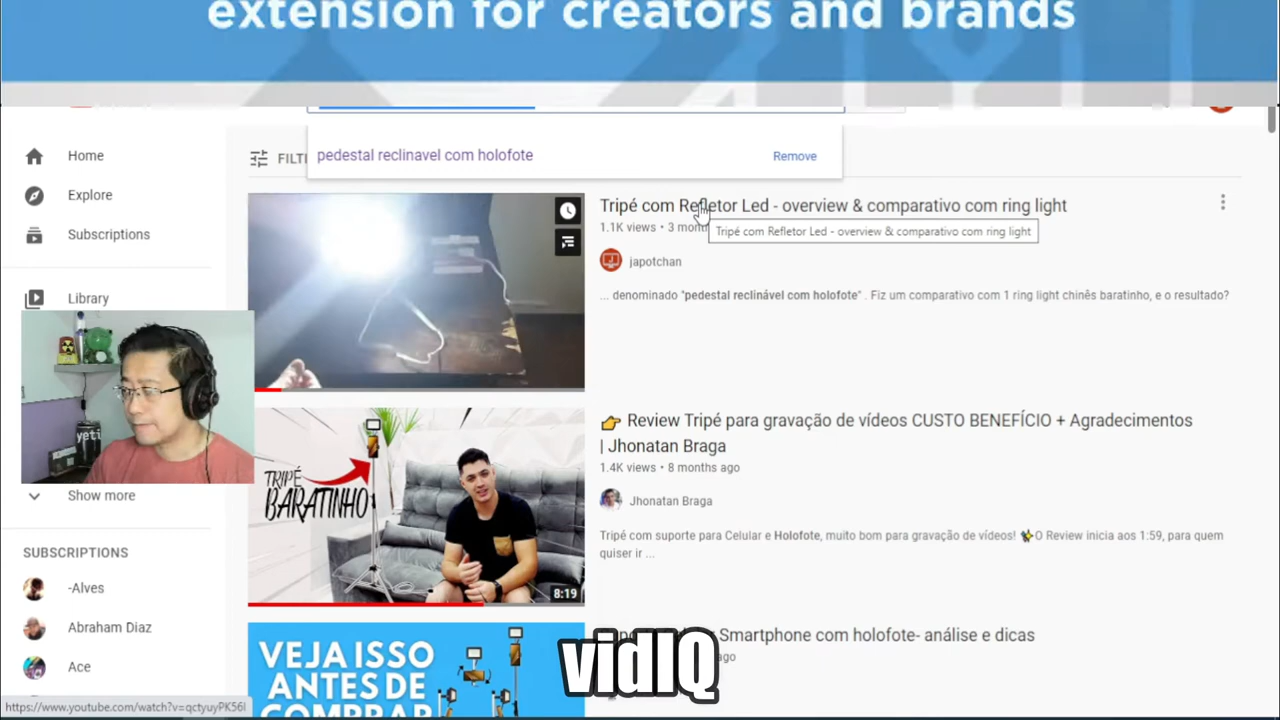 extension for creators and brands
pedestal reclinavel com holofote
Remove
FILT
Home
Explore
Subscriptions
Library
Show more
SUBSCRIPTIONS
-Alves
Abraham Diaz
Ace
Tripé com Refletor Led - overview & comparativo com ring light
1.1K views • 3 mont
Tripé com Refletor Led - overview & comparativo com ring light
japotchan
... denominado "pedestal reclinável com holofote" . Fiz um comparativo com 1 ring light chinês baratinho, e o resultado?
yeti
TRIPÉ
BARATINHO
8:19
👉 Review Tripé para gravação de vídeos CUSTO BENEFÍCIO + Agradecimentos
| Jhonatan Braga
1.4K views • 8 months ago
Jhonatan Braga
Tripé com suporte para Celular e Holofote, muito bom para gravação de vídeos! O Review inicia aos 1:59, para quem
quiser ir ...
VEJA ISSO
ANTES DE
COMPRAR
Smartphone com holofote- análise e dicas
ago
vidIQ
https://www.youtube.com/watch?v=qctyuyPK56I